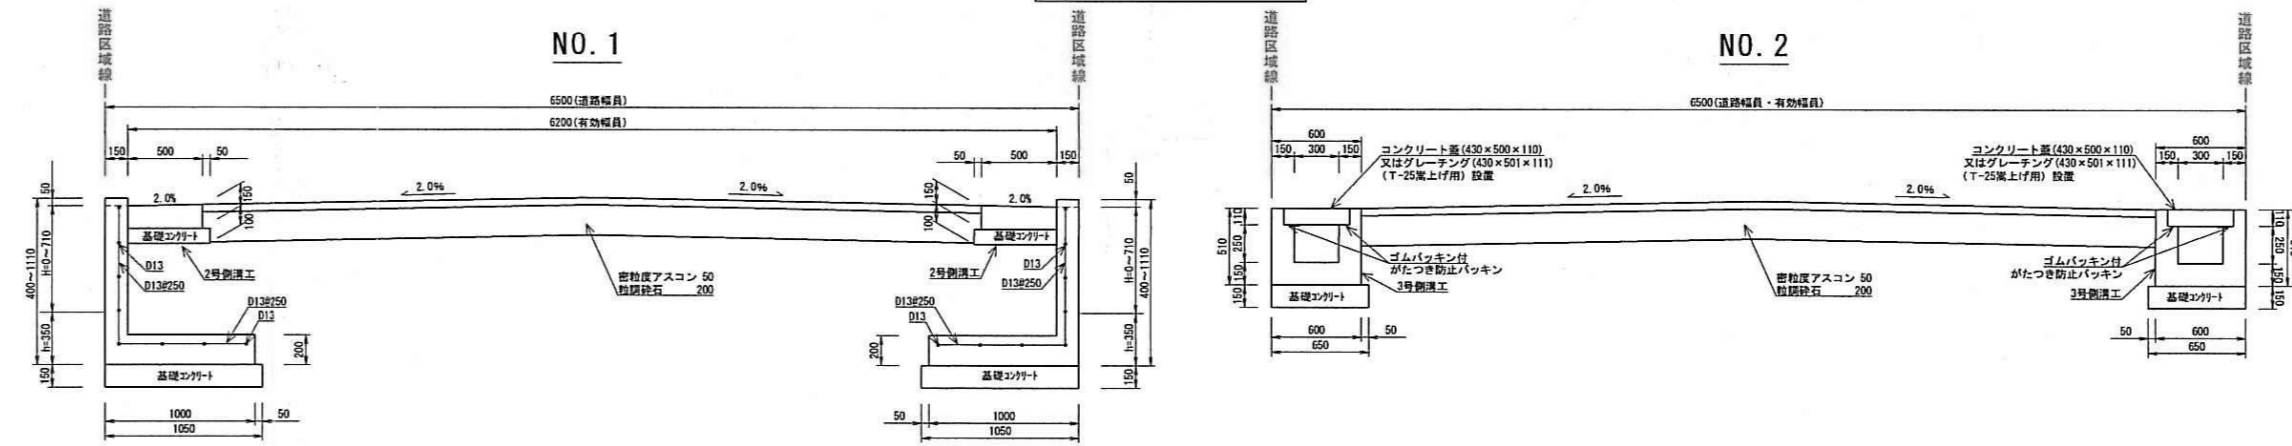 道路区域線
NO. 1
道路区域線
6500(道路幅員)
6200(有効幅員)
150
500
50
50
500
150
50
2.0%
150
100
2.0%
2.0%
150
100
2.0%
50
基礎コンクリート
基礎コンクリート
400~1110
H=0~710
h=350
150
D13
D13@250
2号側溝工
D13@250
D13
200
密粒度アスコン 50
粒調砕石 200
2号側溝工
D13
D13@250
D13@250
D13
200
H=0~710
400~1110
h=350
150
基礎コンクリート
基礎コンクリート
1000
50
1050
50
1000
1050
道路区域線
NO. 2
道路区域線
6500(道路幅員・有効幅員)
600
150
300
150
コンクリート蓋(430×500×110)
又はグレーチング(430×501×111)
(T-25嵩上げ用) 設置
コンクリート蓋(430×500×110)
又はグレーチング(430×501×111)
(T-25嵩上げ用) 設置
600
150
300
150
2.0%
2.0%
510
110
250
150
150
ゴムパッキン付
がたつき防止パッキン
3号側溝工
基礎コンクリート
密粒度アスコン 50
粒調砕石 200
ゴムパッキン付
がたつき防止パッキン
3号側溝工
基礎コンクリート
110
250
150
150
600
50
650
50
600
650